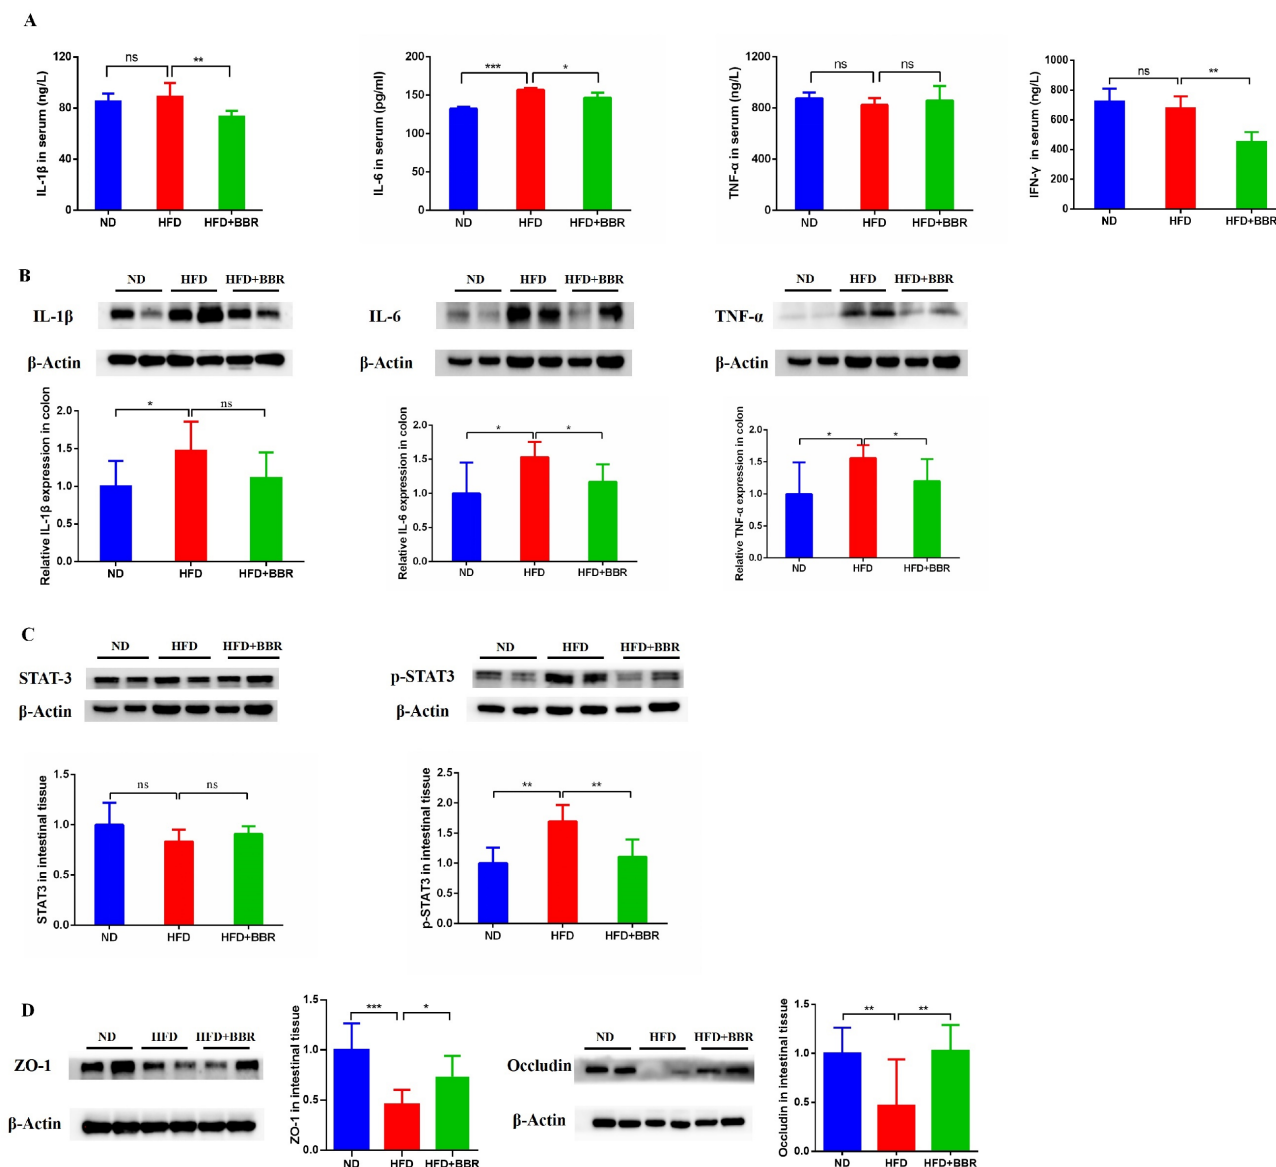 A
IL-1β in serum (ng/L)
120
80
40
0
ns
**
ND
HFD
HFD+BBR
IL-6 in serum (pg/ml)
200
150
100
50
0
***
*
ND
HFD
HFD+BBR
TNF-α in serum (ng/L)
1200
800
400
0
ns
ns
ND
HFD
HFD+BBR
IFN-γ in serum (ng/L)
1000
800
600
400
200
0
ns
**
ND
HFD
HFD+BBR
B
ND HFD HFD+BBR
IL-1β
β-Actin
Relative IL-1β expression in colon
2.0
1.5
1.0
0.5
0.0
*
ns
ND
HFD
HFD+BBR
ND HFD HFD+BBR
IL-6
β-Actin
Relative IL-6 expression in colon
2.0
1.5
1.0
0.5
0.0
*
*
ND
HFD
HFD+BBR
ND HFD HFD+BBR
TNF-α
β-Actin
Relative TNF-α expression in colon
2.0
1.5
1.0
0.5
0.0
*
*
ND
HFD
HFD+BBR
C
ND HFD HFD+BBR
STAT-3
β-Actin
STAT3 in intestinal tissue
1.5
1.0
0.5
0.0
ns
ns
ND
HFD
HFD+BBR
ND HFD HFD+BBR
p-STAT3
β-Actin
p-STAT3 in intestinal tissue
2.5
2.0
1.5
1.0
0.5
0.0
**
**
ND
HFD
HFD+BBR
D
ND HFD HFD+BBR
ZO-1
β-Actin
ZO-1 in intestinal tissue
1.5
1.0
0.5
0.0
***
*
ND
HFD
HFD+BBR
ND HFD HFD+BBR
Occludin
β-Actin
Occludin in intestinal tissue
1.5
1.0
0.5
0.0
**
**
ND
HFD
HFD+BBR